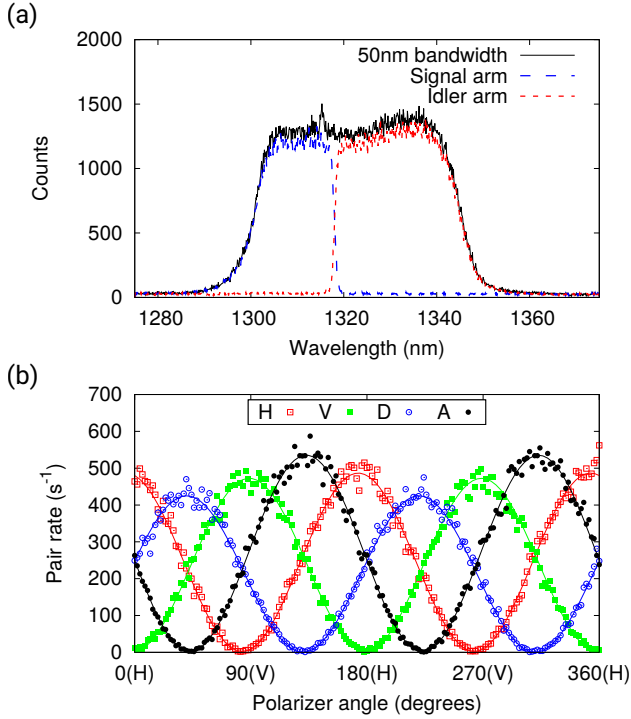 (a)
2000
1500
1000
500
0
Counts
50nm bandwidth
Signal arm
Idler arm
1280 1300 1320 1340 1360
Wavelength (nm)
(b)
700
600
500
400
300
200
100
0
Pair rate (s⁻¹)
H V D A
0(H) 90(V) 180(H) 270(V) 360(H)
Polarizer angle (degrees)